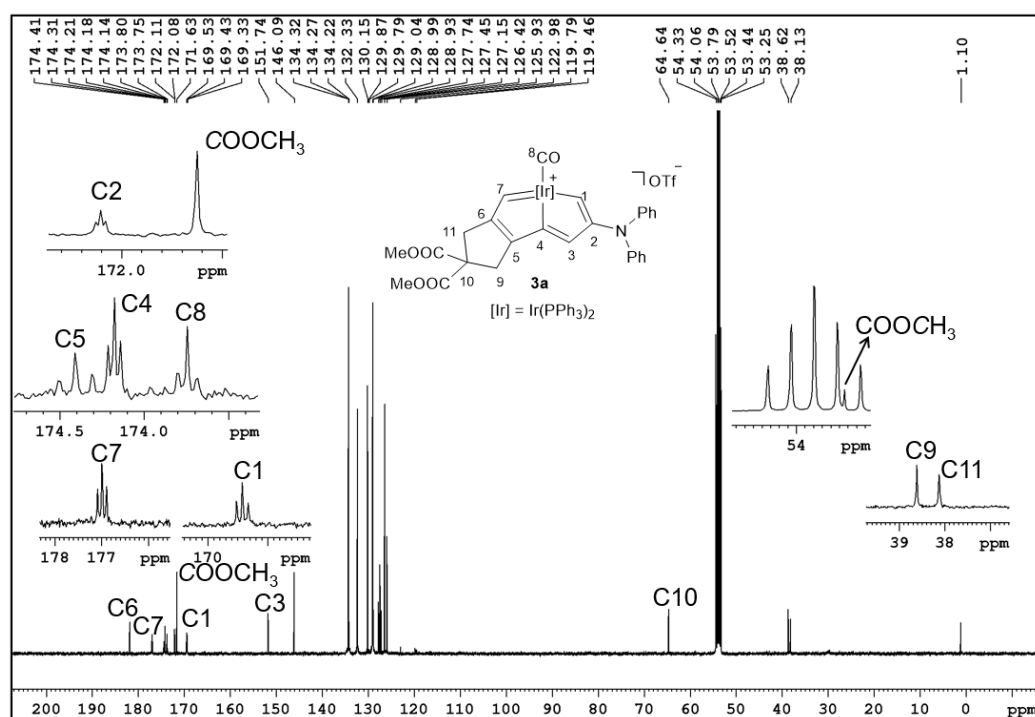 174.41
174.31
174.21
174.18
174.14
173.80
173.75
172.11
172.08
171.63
169.53
169.43
169.33
151.74
146.09
134.32
134.27
134.22
132.33
130.15
129.87
129.79
129.04
128.99
128.93
127.74
127.45
127.15
126.42
125.93
122.98
119.79
119.46
64.64
54.33
54.06
53.79
53.52
53.44
53.25
38.62
38.13
1.10
COOCH3
C2
172.0 ppm
C4
C5 C8
174.5 174.0 ppm
C7 C1
178 177 ppm 170 ppm
8CO
7 [Ir]+ 1
¬OTf−
6 Ph
11 2 N
4 3 Ph
MeOOC 5
10 9
MeOOC 3a
[Ir] = Ir(PPh3)2
COOCH3
54 ppm
C9 C11
39 38 ppm
COOCH3
C6 C7 C1 C3 C10
200 190 180 170 160 150 140 130 120 110 100 90 80 70 60 50 40 30 20 10 0 ppm